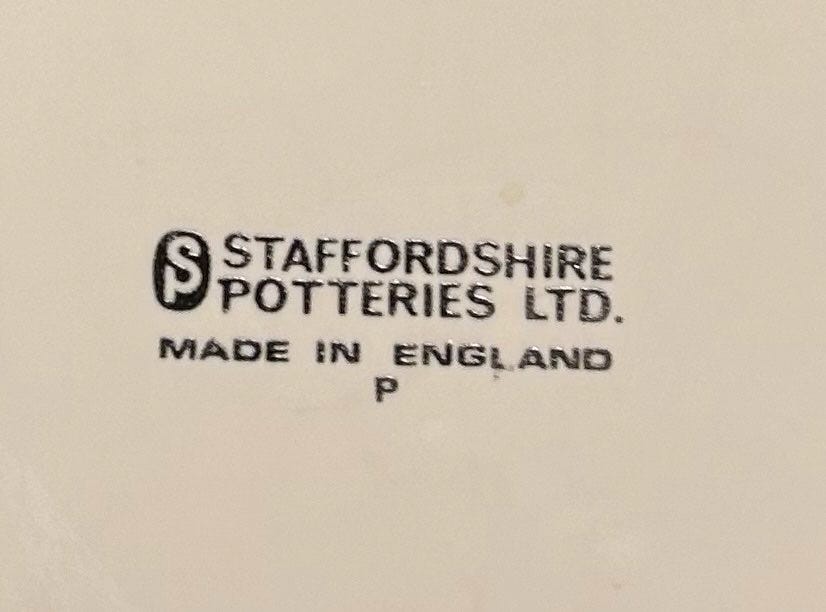 SP STAFFORDSHIRE
POTTERIES LTD.
MADE IN ENGLAND
P